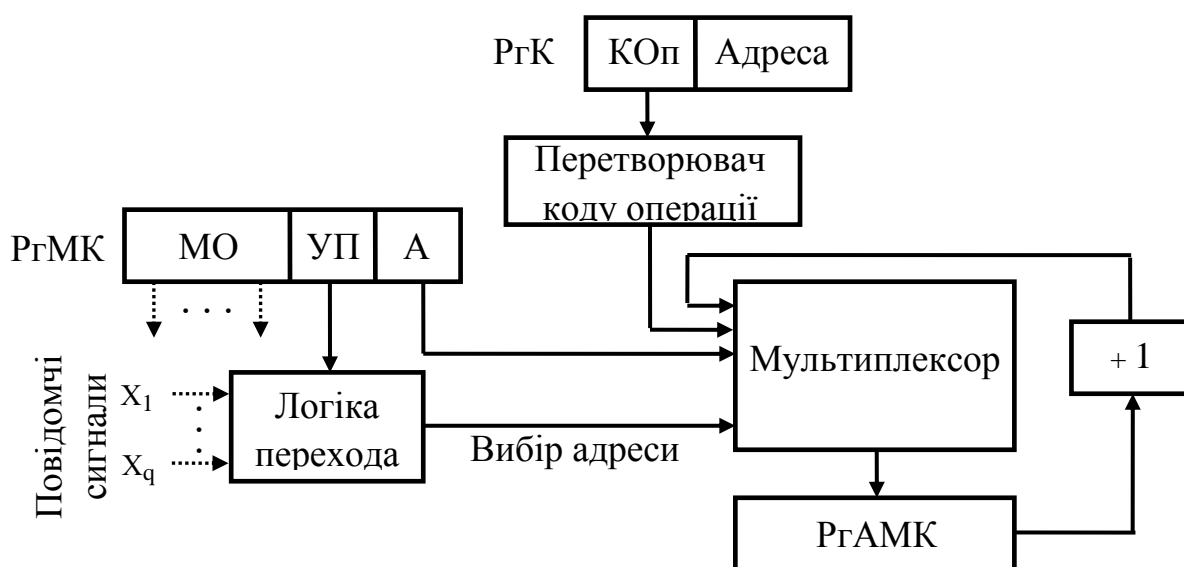 РгК КОп Адреса
Перетворювач
коду операції
РгМК МО УП А
. . .
Мультиплексор
+ 1
Повідомчі
сигнали
X1
Xq
Логіка
перехода
Вибір адреси
РгАМК